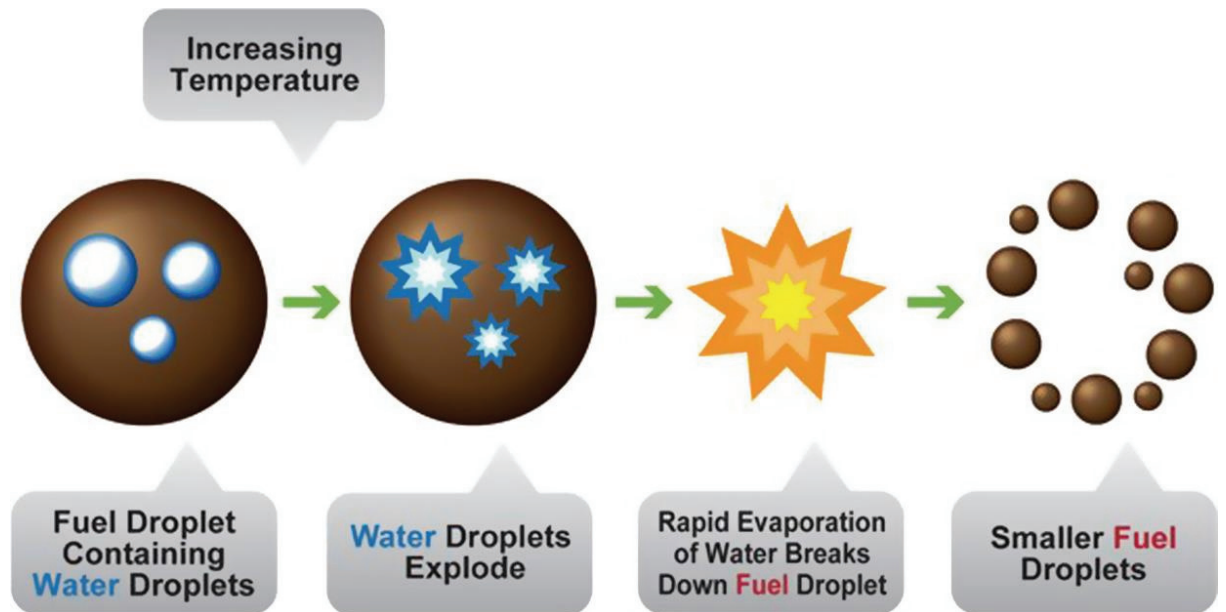 Increasing
Temperature
Fuel Droplet
Containing
Water Droplets
Water Droplets
Explode
Rapid Evaporation
of Water Breaks
Down Fuel Droplet
Smaller Fuel
Droplets